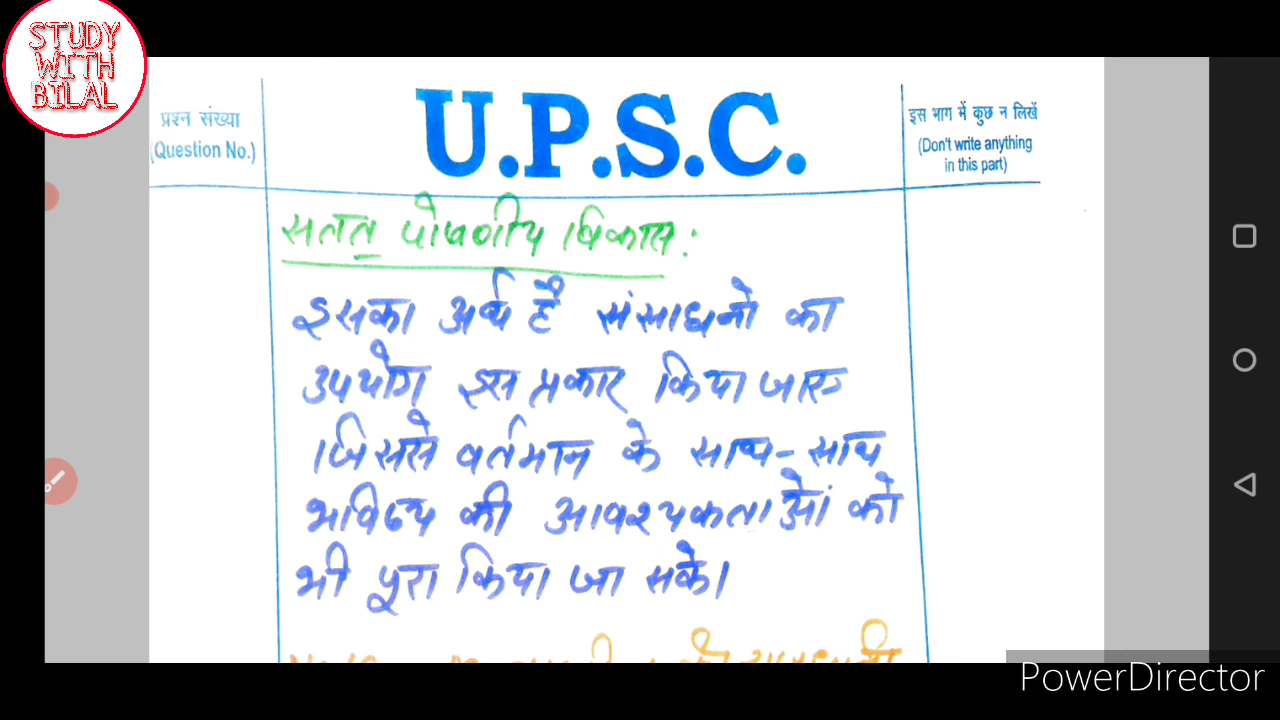 STUDY
WITH
BILAL
प्रश्न संख्या
(Question No.)
U.P.S.C.
इस भाग में कुछ न लिखें
(Don't write anything
in this part)
सतत पोषणीय विकास:
इसका अर्थ है संसाधनो का
उपयोग इस प्रकार किया जाए
जिससे वर्तमान के साथ-साथ
भविष्य की आवश्यकताओं को
भी पूरा किया जा सके।
PowerDirector